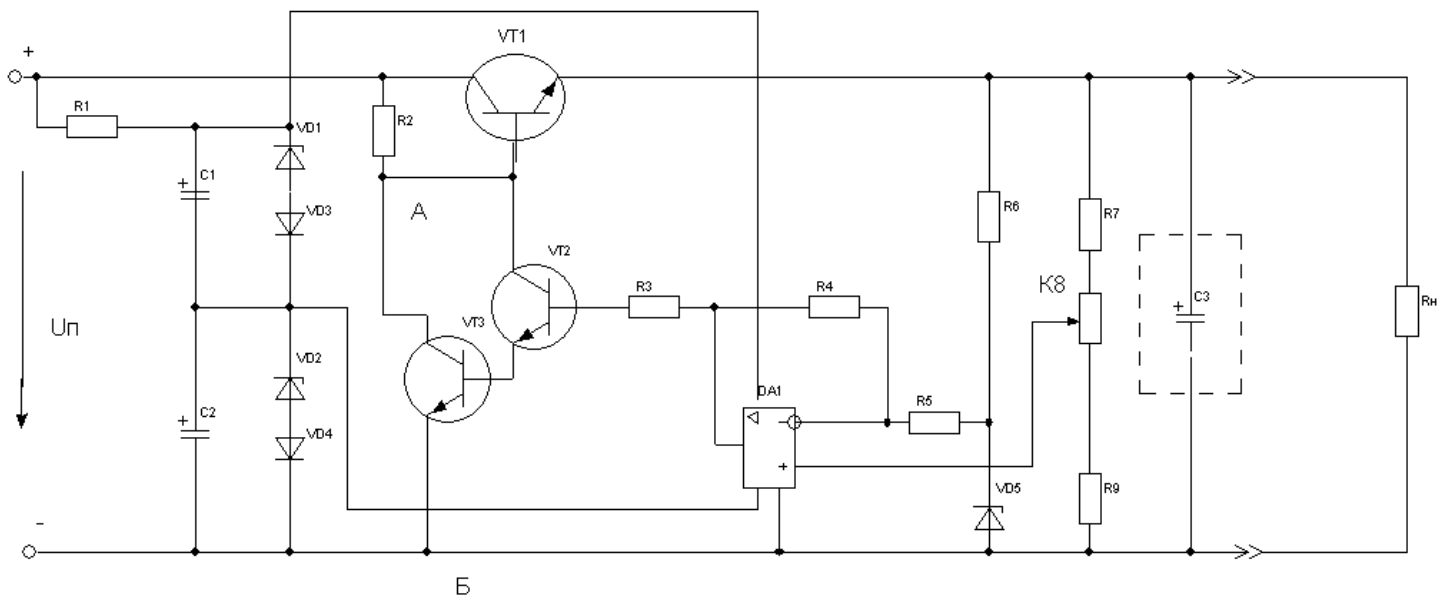 VT1
+
R1
R2
VD1
C1
+
VD3
A
R6
R7
VT2
К8
R3
R4
C3
+
Rн
Uп
VT3
VD2
DA1
R5
C2
+
VD4
+
VD5
R9
-
Б